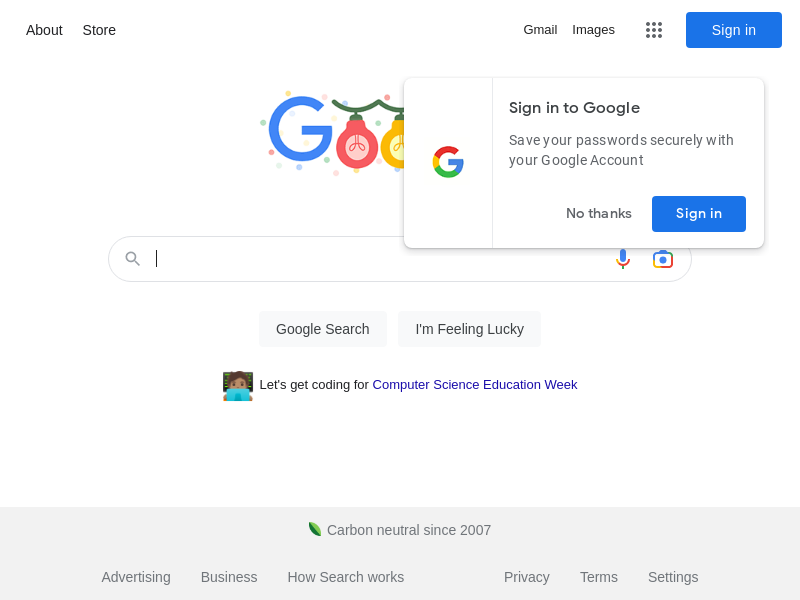 About Store Gmail Images Sign in
Sign in to Google
Save your passwords securely with
your Google Account
No thanks Sign in
Google Search I'm Feeling Lucky
Let's get coding for Computer Science Education Week
Carbon neutral since 2007
Advertising Business How Search works Privacy Terms Settings